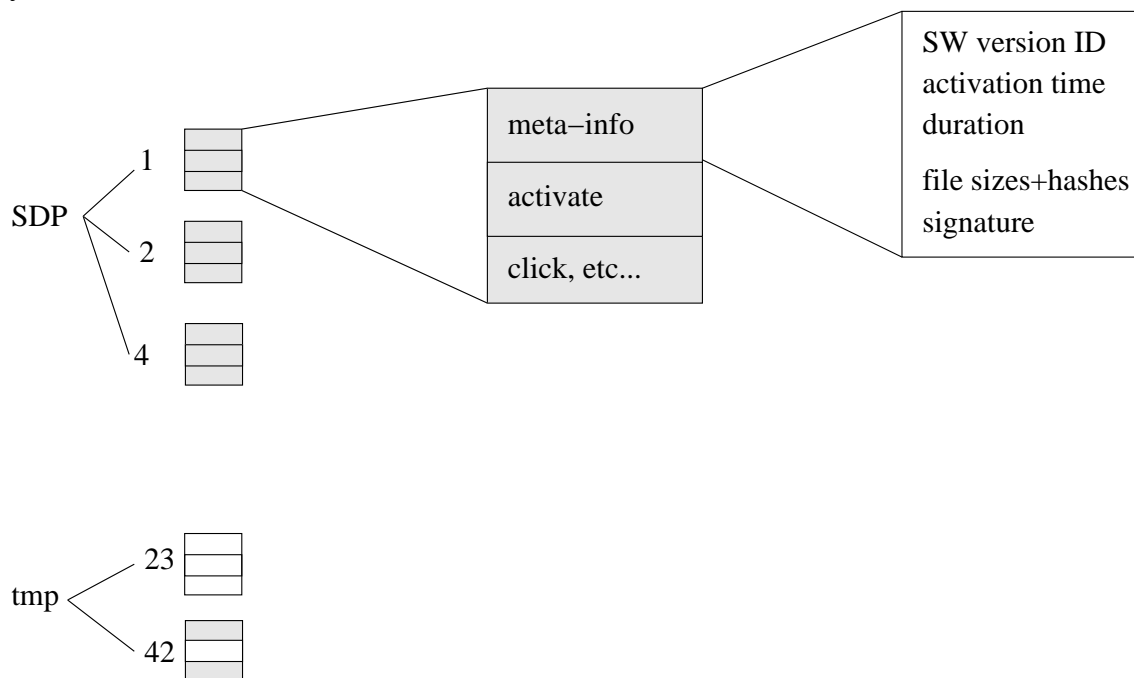 SW version ID
activation time
duration
file sizes+hashes
signature
meta−info
activate
click, etc...
SDP
1
2
4
tmp
23
42